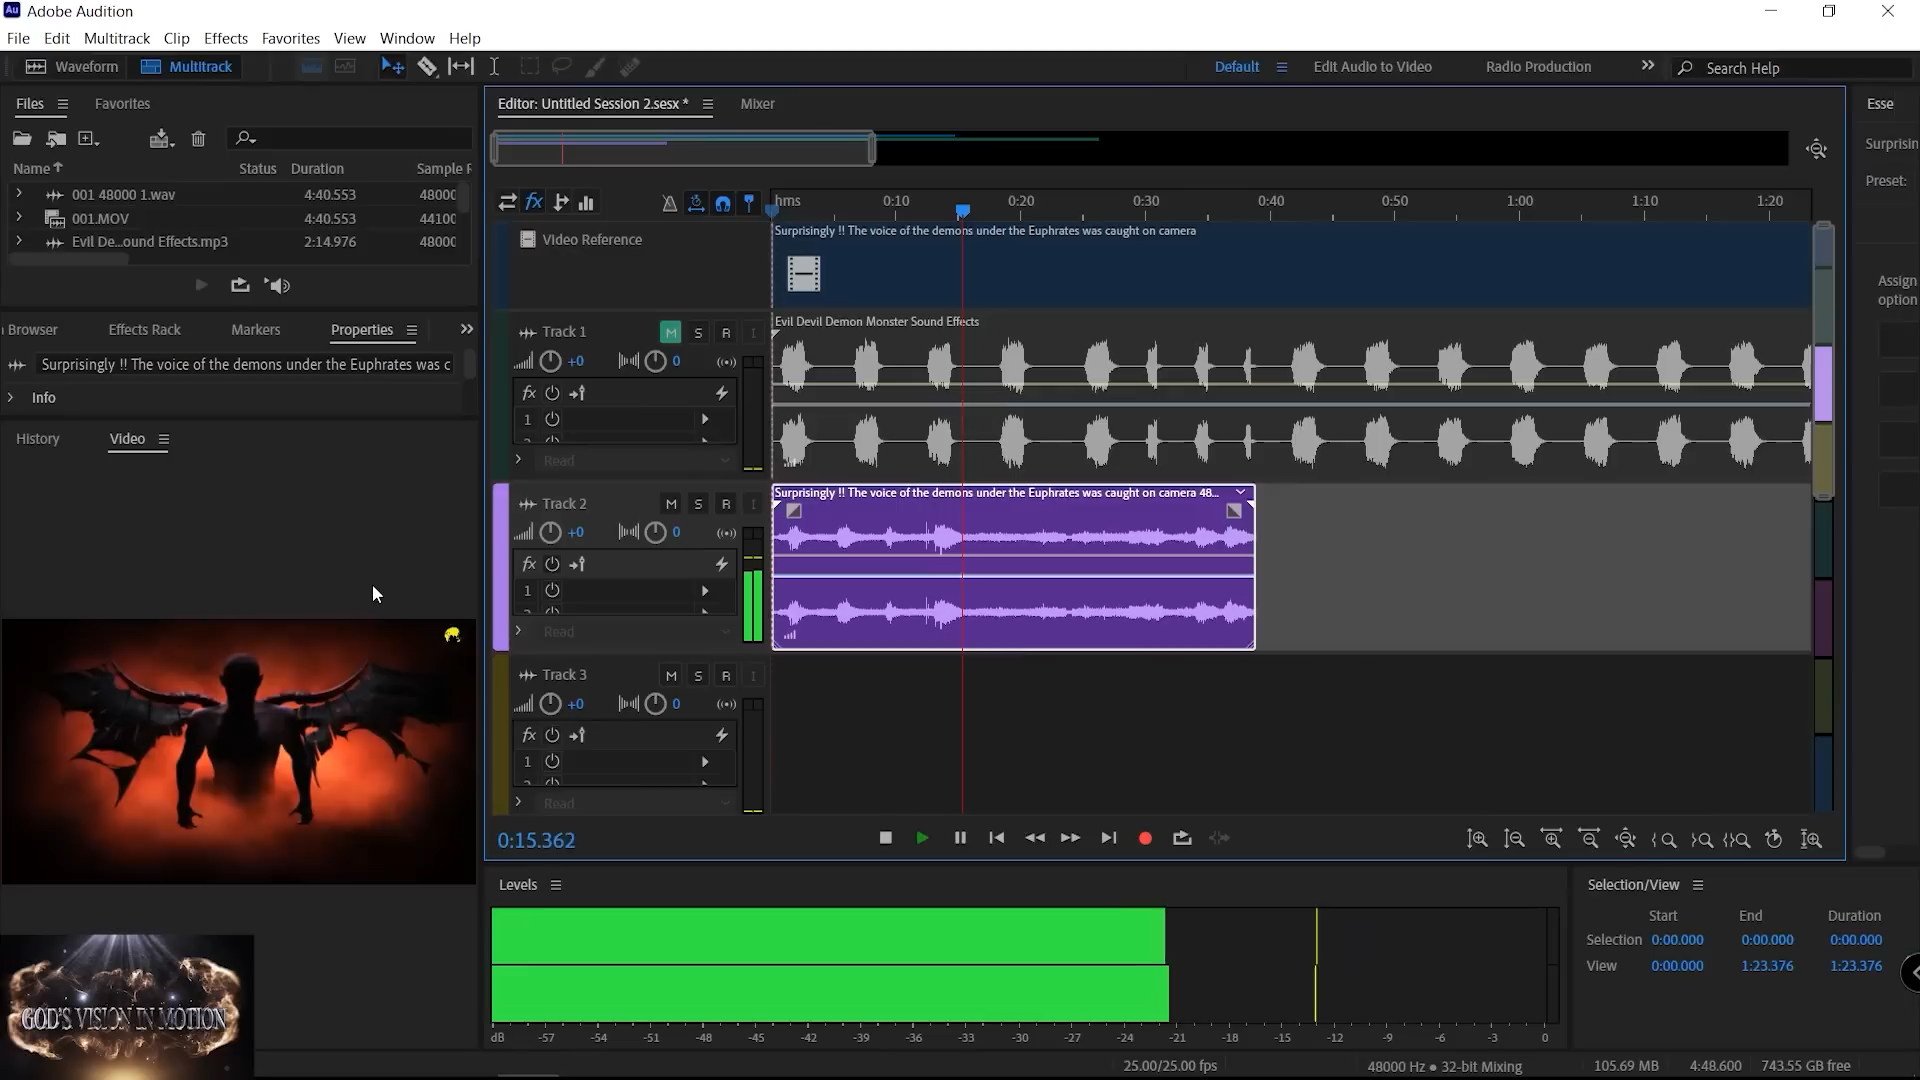 Au Adobe Audition
File Edit Multitrack Clip Effects Favorites View Window Help
Waveform Multitrack Default Edit Audio to Video Radio Production Search Help
Files Favorites
Name Status Duration Sample R
001 48000 1.wav 4:40.553 48000
001.MOV 4:40.553 44100
Evil De...ound Effects.mp3 2:14.976 48000
Browser Effects Rack Markers Properties
Surprisingly !! The voice of the demons under the Euphrates was c
Info
History Video
GOD'S VISION IN MOTION
Editor: Untitled Session 2.sesx * Mixer
hms 0:10 0:20 0:30 0:40 0:50 1:00 1:10 1:20
Video Reference
Surprisingly !! The voice of the demons under the Euphrates was caught on camera
Evil Devil Demon Monster Sound Effects
Track 1 M S R I
+0 0
fx
1
Read
Surprisingly !! The voice of the demons under the Euphrates was caught on camera 48...
Track 2 M S R I
+0 0
fx
1
Read
Track 3 M S R I
+0 0
fx
1
Read
0:15.362
Levels
dB -57 -54 -51 -48 -45 -42 -39 -36 -33 -30 -27 -24 -21 -18 -15 -12 -9 -6 -3 0
Selection/View
Start End Duration
Selection 0:00.000 0:00.000 0:00.000
View 0:00.000 1:23.376 1:23.376
Esse
Surprisin
Preset:
Assign
option
25.00/25.00 fps 48000 Hz ● 32-bit Mixing 105.69 MB 4:48.600 743.55 GB free